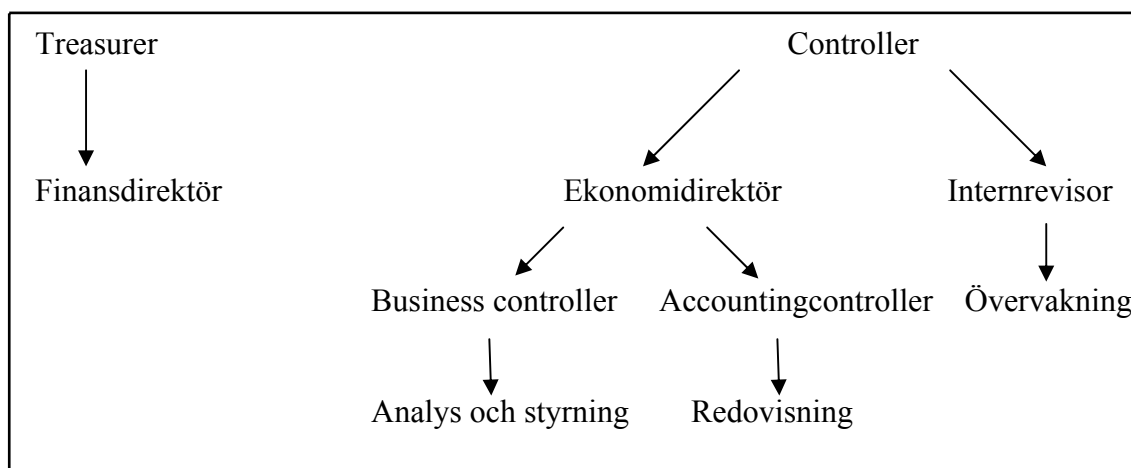 Treasurer Controller
Finansdirektör Ekonomidirektör Internrevisor
Business controller Accountingcontroller Övervakning
Analys och styrning Redovisning